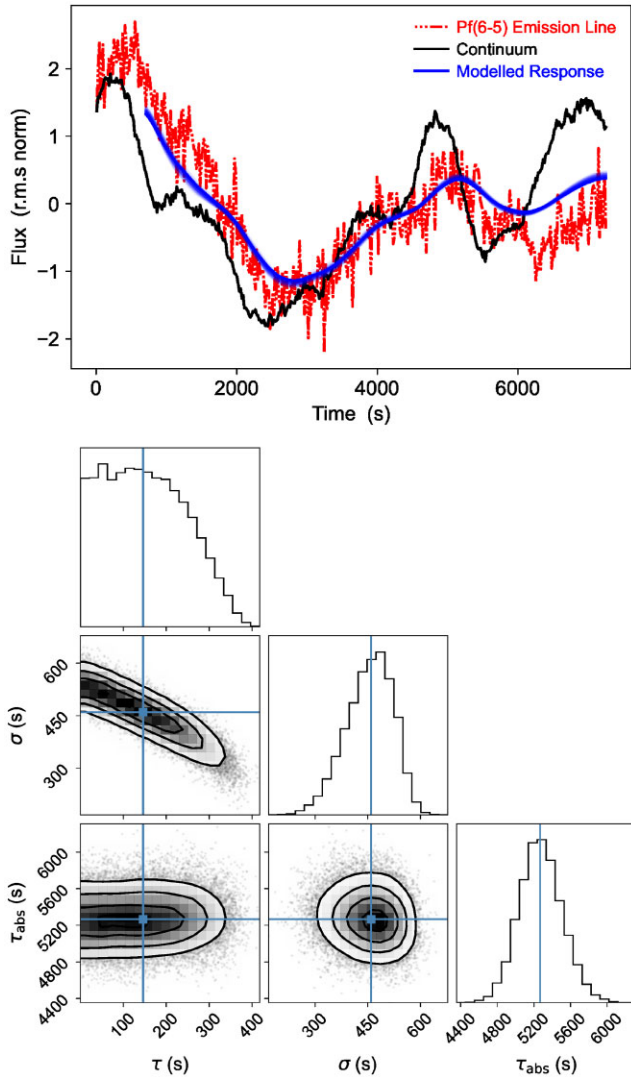 Pf(6-5) Emission Line
Continuum
Modelled Response
2
1
0
−1
−2
Flux (r.m.s norm)
0 2000 4000 6000
Time (s)
600
450
300
σ (s)
6000
5600
5200
4800
4400
τabs (s)
100 200 300 400
τ (s)
300 450 600
σ (s)
4400 4800 5200 5600 6000
τabs (s)